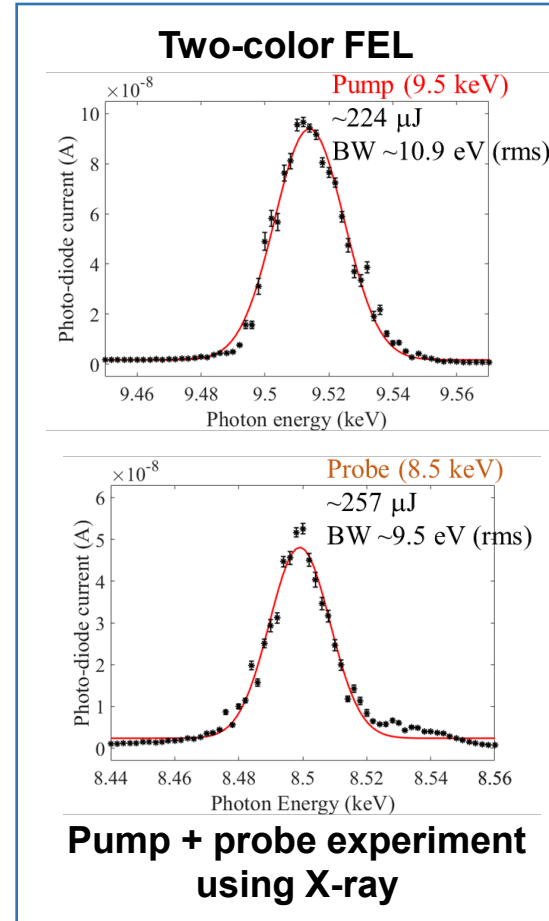 Two-color FEL
×10⁻⁸
Pump (9.5 keV)
~224 μJ
BW ~10.9 eV (rms)
Photo-diode current (A)
10
8
6
4
2
0
9.46 9.48 9.5 9.52 9.54 9.56
Photon energy (keV)
×10⁻⁸
Probe (8.5 keV)
~257 μJ
BW ~9.5 eV (rms)
Photo-diode current (A)
6
5
4
3
2
1
0
8.44 8.46 8.48 8.5 8.52 8.54 8.56
Photon Energy (keV)
Pump + probe experiment
using X-ray